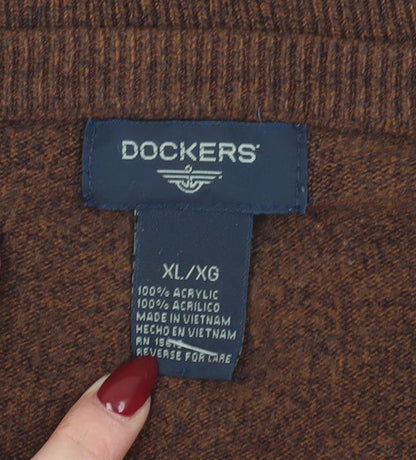 DOCKERS
XL/XG
100% ACRYLIC
100% ACRILICO
MADE IN VIETNAM
HECHO EN VIETNAM
RN
REVERSE FOR CARE